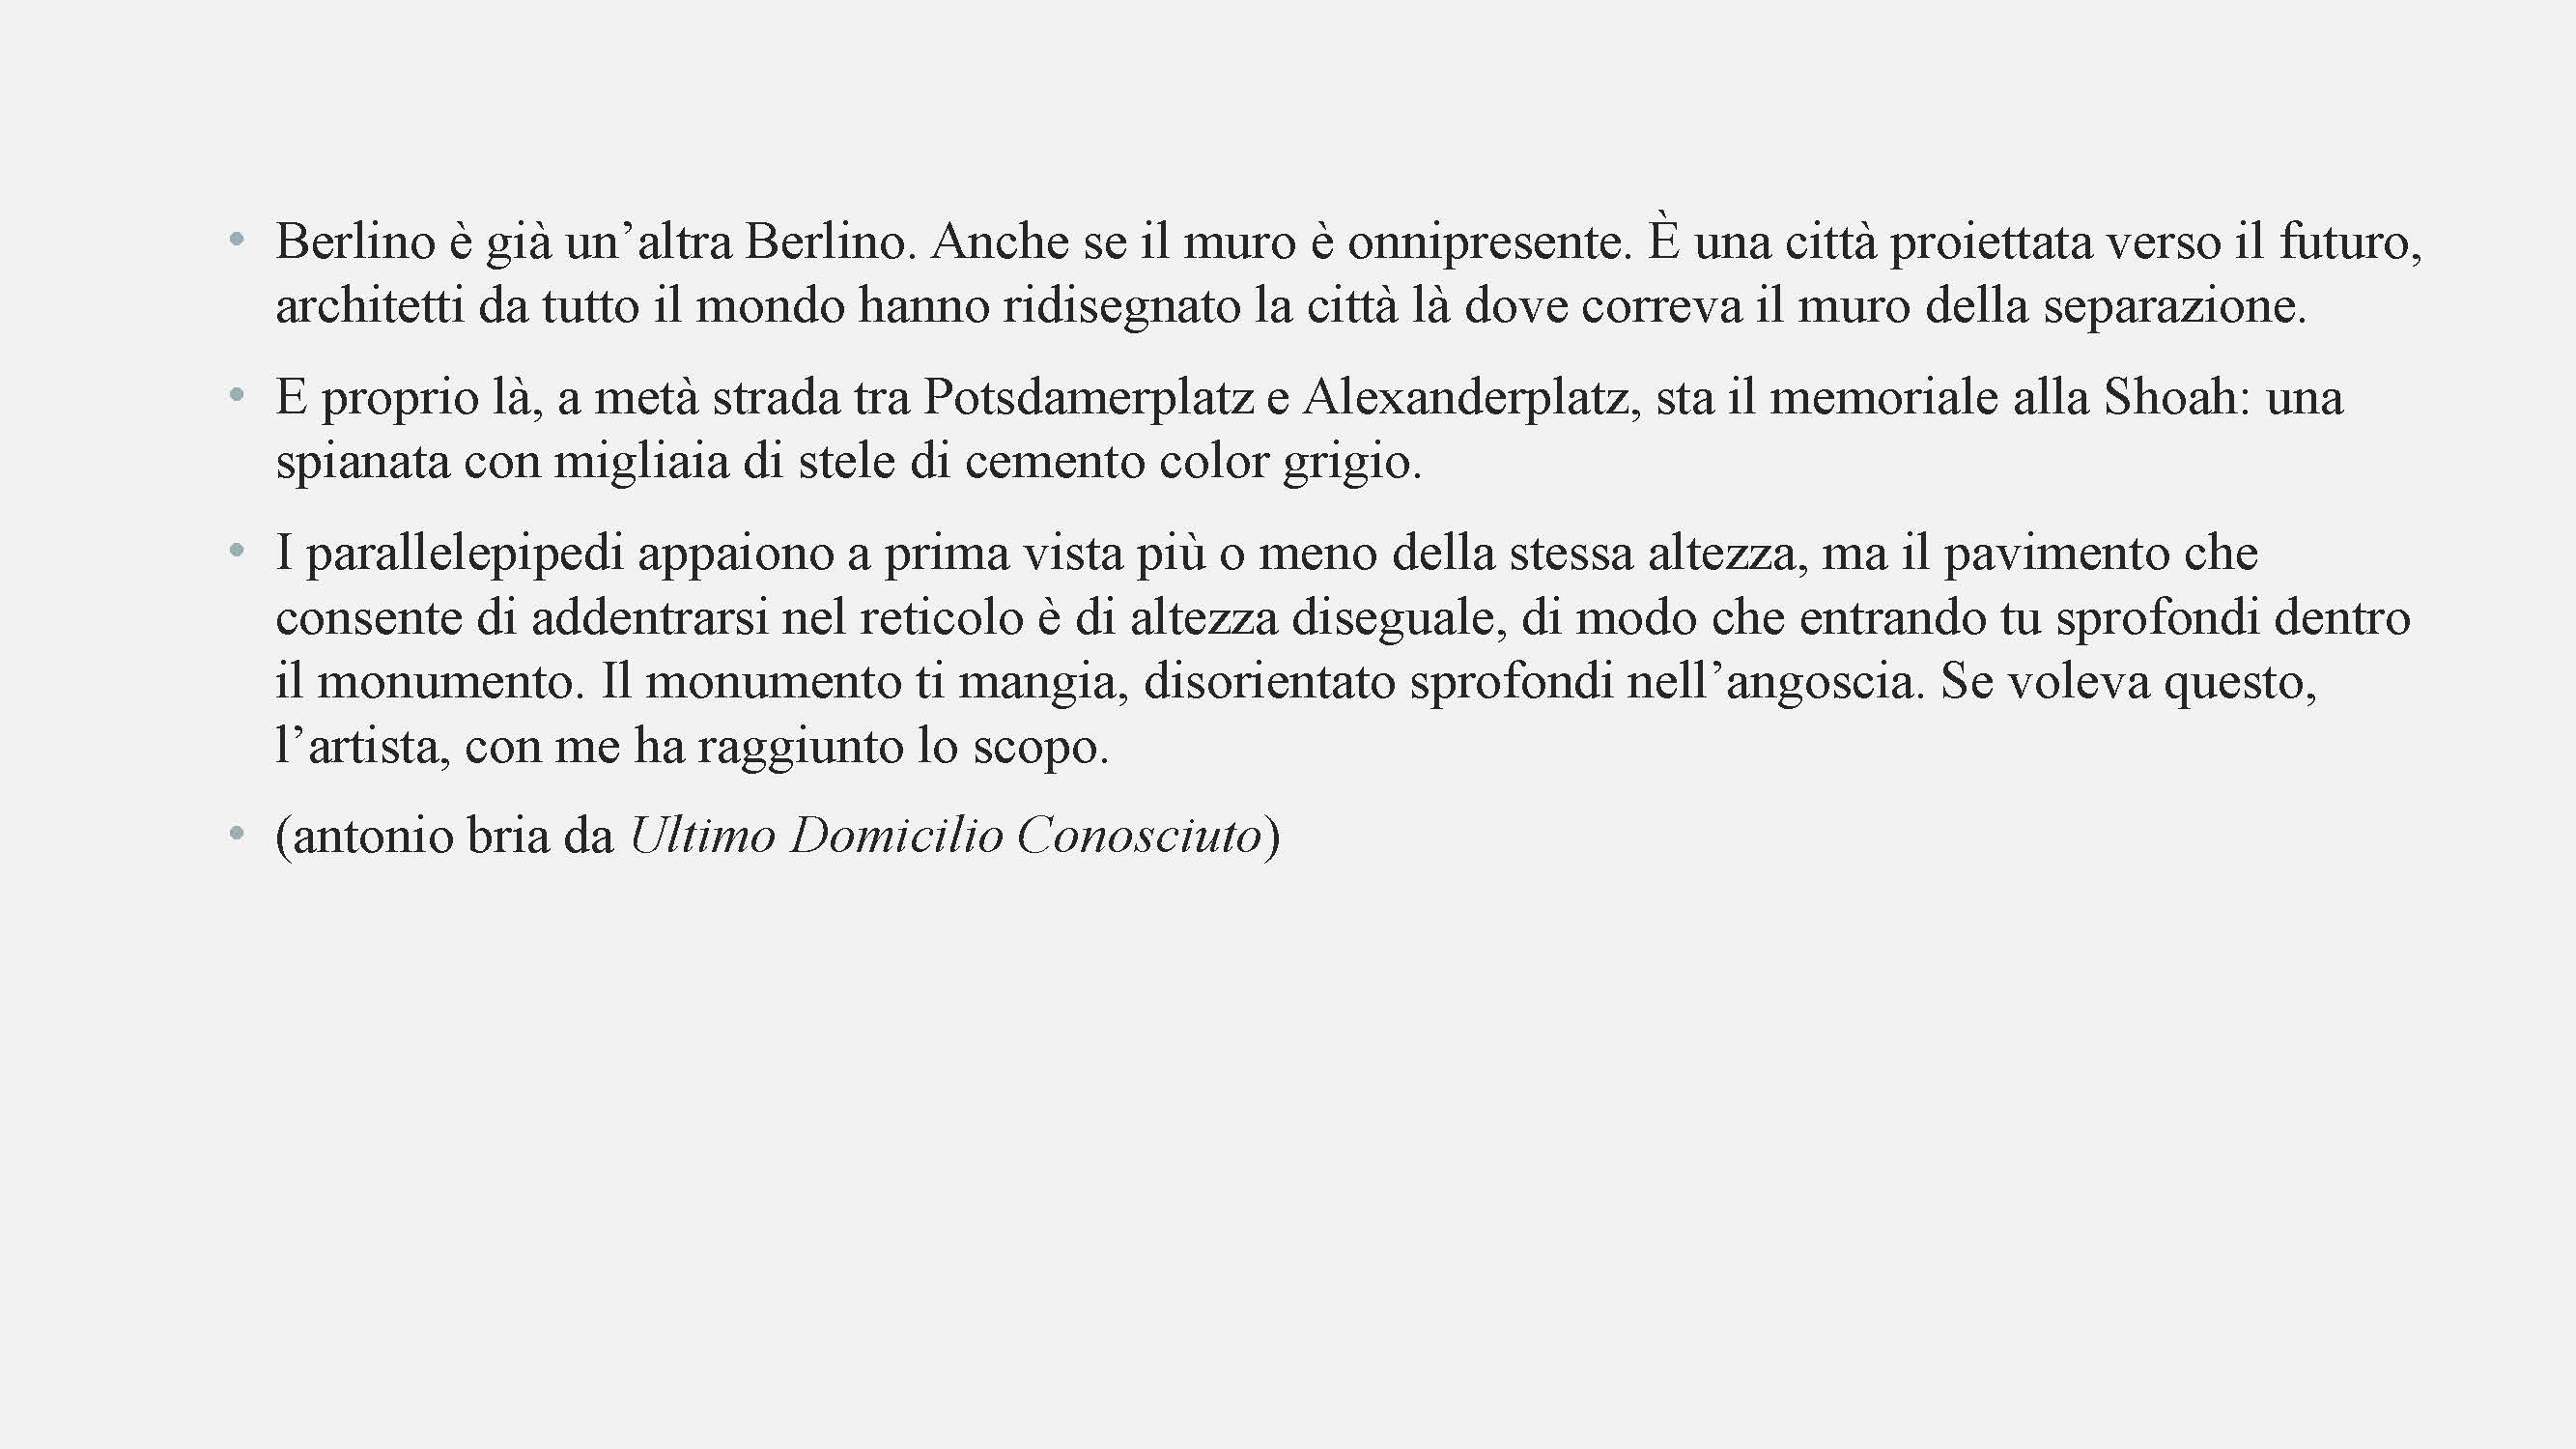 • Berlino è già un’altra Berlino. Anche se il muro è onnipresente. È una città proiettata verso il futuro,
architetti da tutto il mondo hanno ridisegnato la città là dove correva il muro della separazione.
• E proprio là, a metà strada tra Potsdamerplatz e Alexanderplatz, sta il memoriale alla Shoah: una
spianata con migliaia di stele di cemento color grigio.
• I parallelepipedi appaiono a prima vista più o meno della stessa altezza, ma il pavimento che
consente di addentrarsi nel reticolo è di altezza diseguale, di modo che entrando tu sprofondi dentro
il monumento. Il monumento ti mangia, disorientato sprofondi nell’angoscia. Se voleva questo,
l’artista, con me ha raggiunto lo scopo.
• (antonio bria da Ultimo Domicilio Conosciuto)